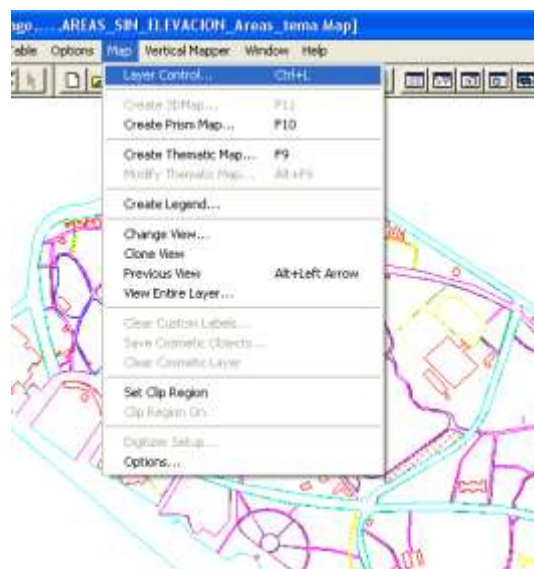 ago.....AREAS_SIN_ELEVACION_Areas_tema Map]
able Options Map Vertical Mapper Window Help
Layer Control... Ctrl+L
Create 3DMap... F11
Create Prism Map... F10
Create Thematic Map... F9
Modify Thematic Map... Alt+F9
Create Legend...
Change View...
Clone View
Previous View Alt+Left Arrow
View Entire Layer...
Clear Custom Labels...
Save Cosmetic Objects...
Clear Cosmetic Layer
Set Clip Region
Clip Region On
Digitizer Setup...
Options...